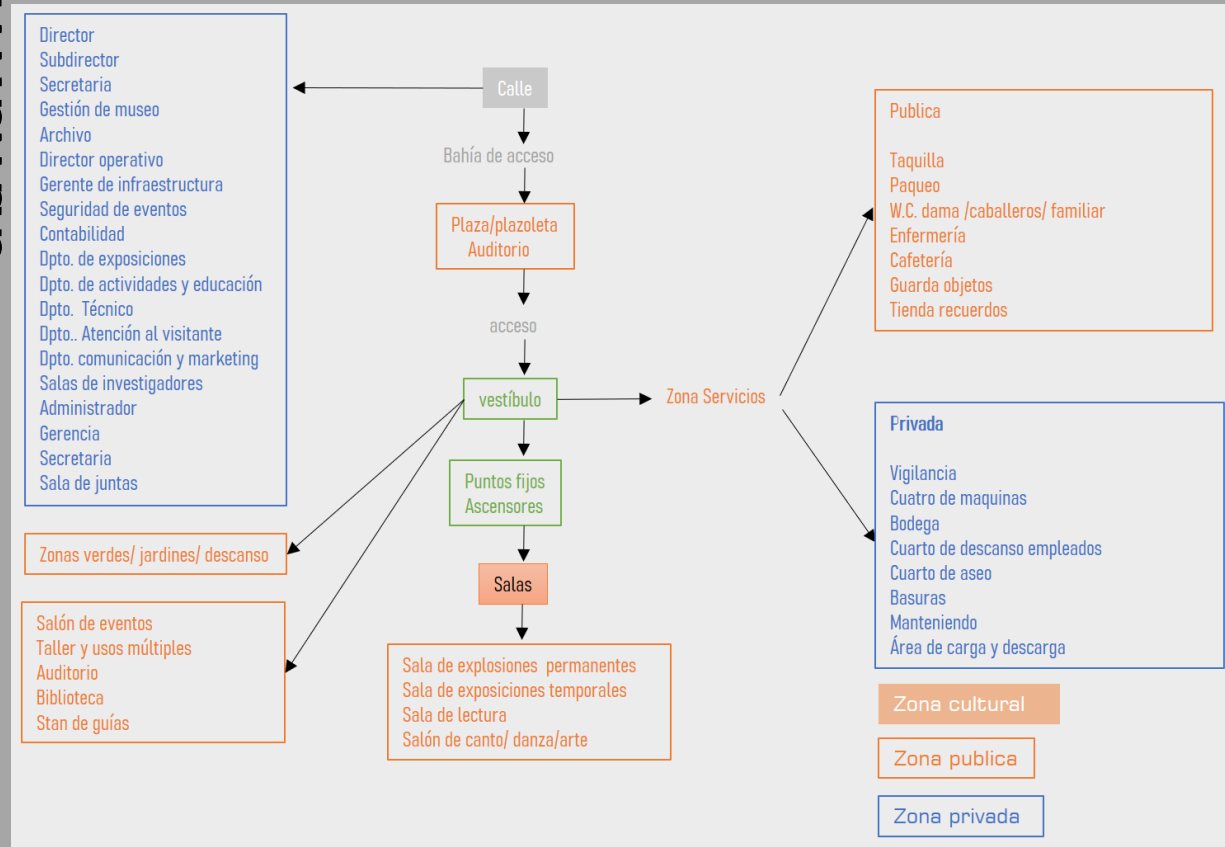 Director
Subdirector
Secretaria
Gestión de museo
Archivo
Director operativo
Gerente de infraestructura
Seguridad de eventos
Contabilidad
Dpto. de exposiciones
Dpto. de actividades y educación
Dpto. Técnico
Dpto.. Atención al visitante
Dpto. comunicación y marketing
Salas de investigadores
Administrador
Gerencia
Secretaria
Sala de juntas
Zonas verdes/ jardines/ descanso
Salón de eventos
Taller y usos múltiples
Auditorio
Biblioteca
Stan de guías
Calle
Bahía de acceso
Plaza/plazoleta
Auditorio
acceso
vestíbulo
Puntos fijos
Ascensores
Salas
Sala de explosiones permanentes
Sala de exposiciones temporales
Sala de lectura
Salón de canto/ danza/arte
Zona Servicios
Publica
Taquilla
Paqueo
W.C. dama /caballeros/ familiar
Enfermería
Cafetería
Guarda objetos
Tienda recuerdos
Privada
Vigilancia
Cuatro de maquinas
Bodega
Cuarto de descanso empleados
Cuarto de aseo
Basuras
Manteniendo
Área de carga y descarga
Zona cultural
Zona publica
Zona privada